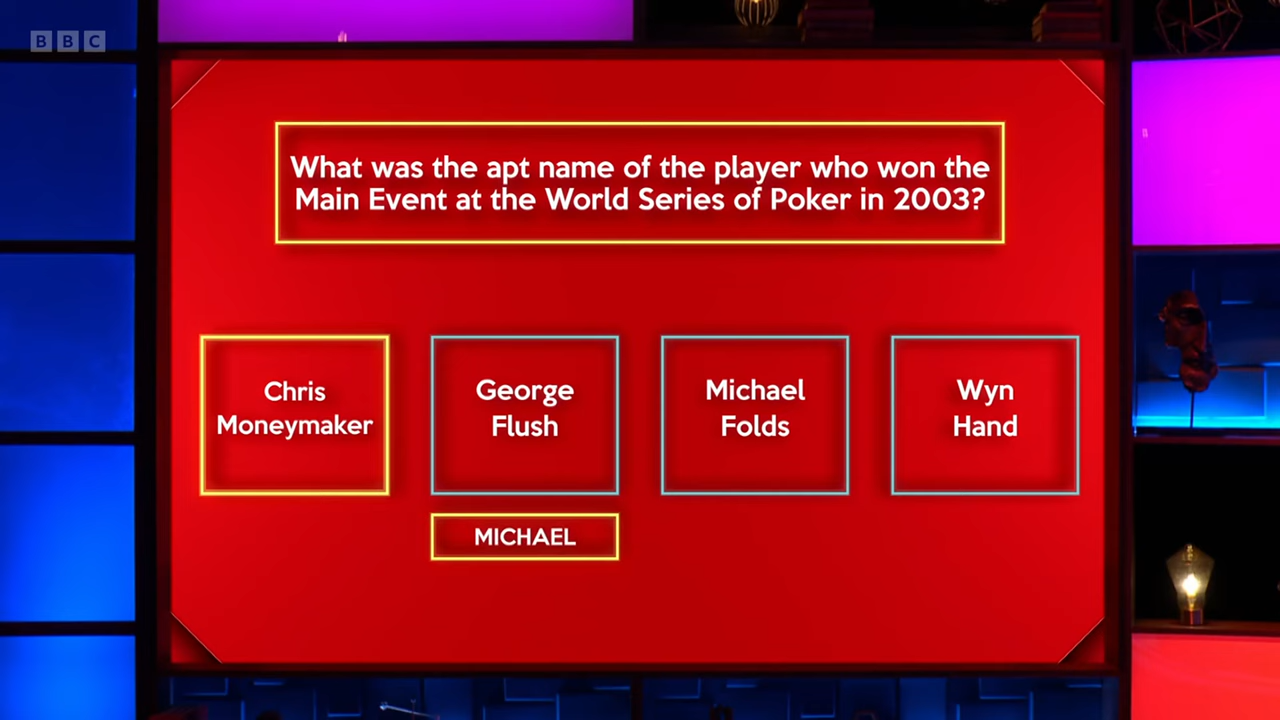 BBC
What was the apt name of the player who won the
Main Event at the World Series of Poker in 2003?
Chris
Moneymaker
George
Flush
Michael
Folds
Wyn
Hand
MICHAEL